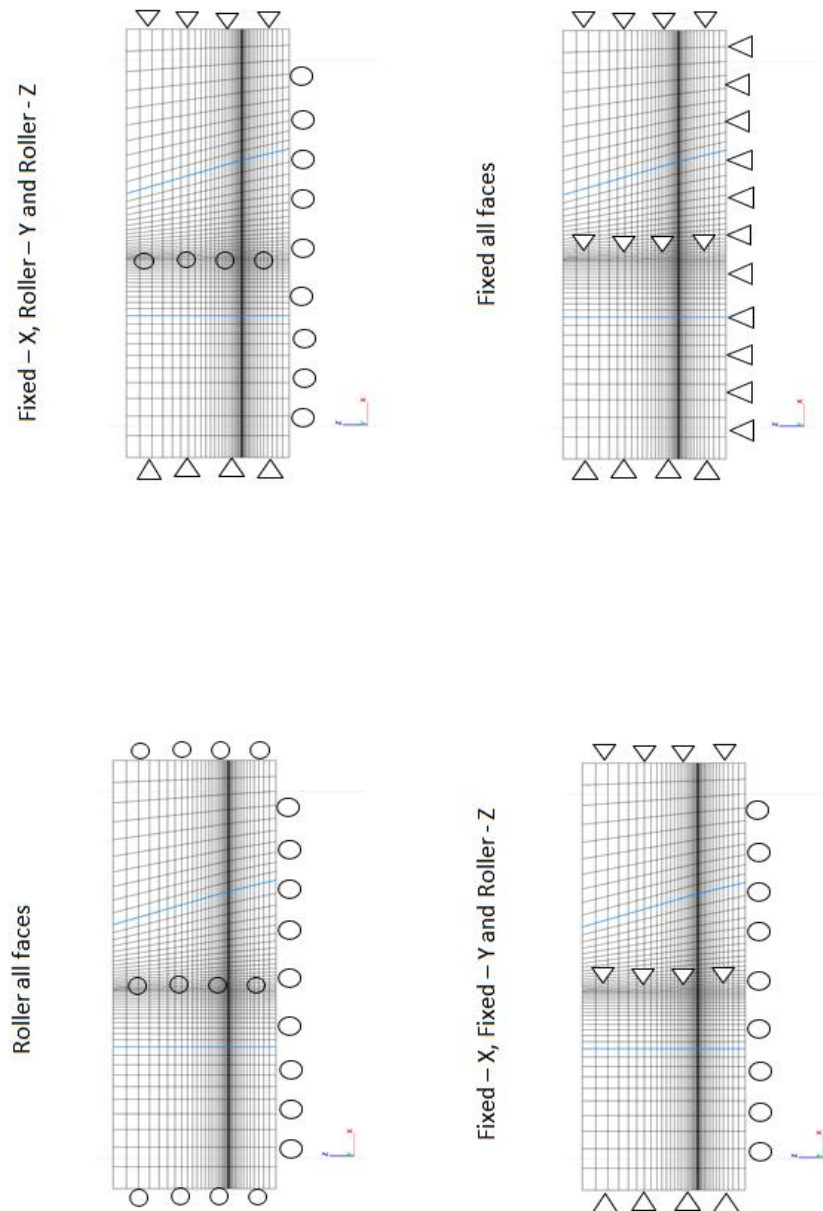 Roller all faces
z
x
Fixed – X, Roller – Y and Roller - Z
z
x
Fixed – X, Fixed – Y and Roller - Z
z
x
Fixed all faces
z
x